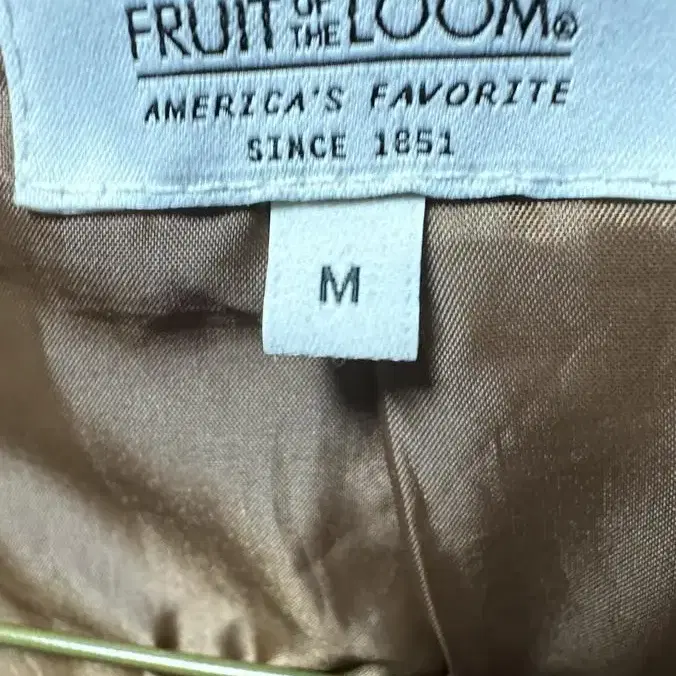 FRUIT OF THE LOOM®
AMERICA'S FAVORITE
SINCE 1851
M